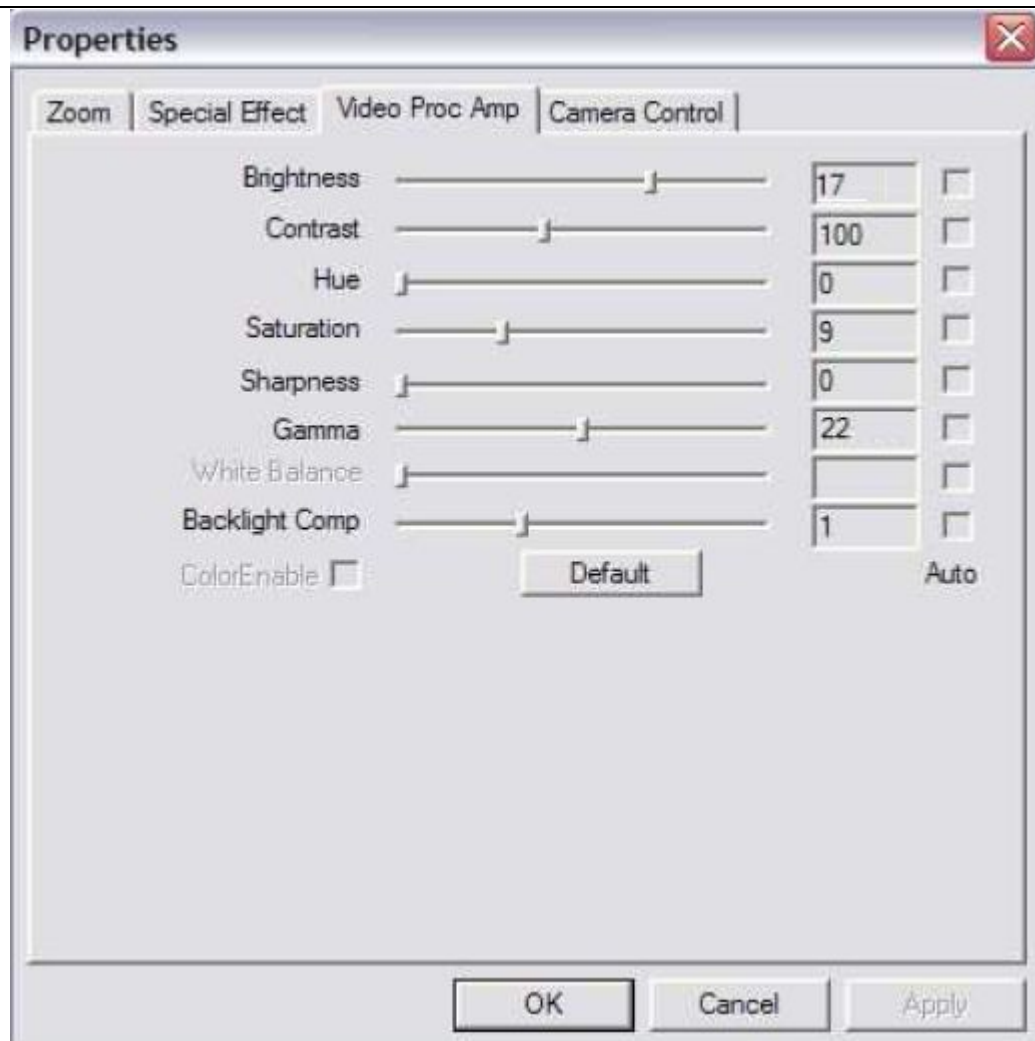 Properties
Zoom Special Effect Video Proc Amp Camera Control
Brightness 17
Contrast 100
Hue 0
Saturation 9
Sharpness 0
Gamma 22
White Balance
Backlight Comp 1
ColorEnable Default Auto
OK Cancel Apply